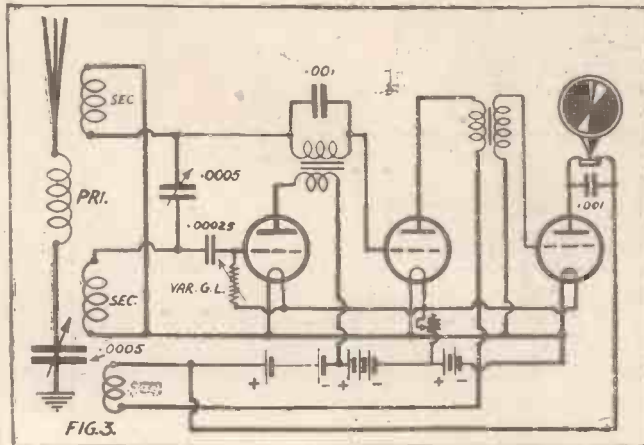 .001
SEC
.0005
PRI.
.00025
VAR. G.L.
.001
SEC.
.0005
+ - + - + -
FIG.3.